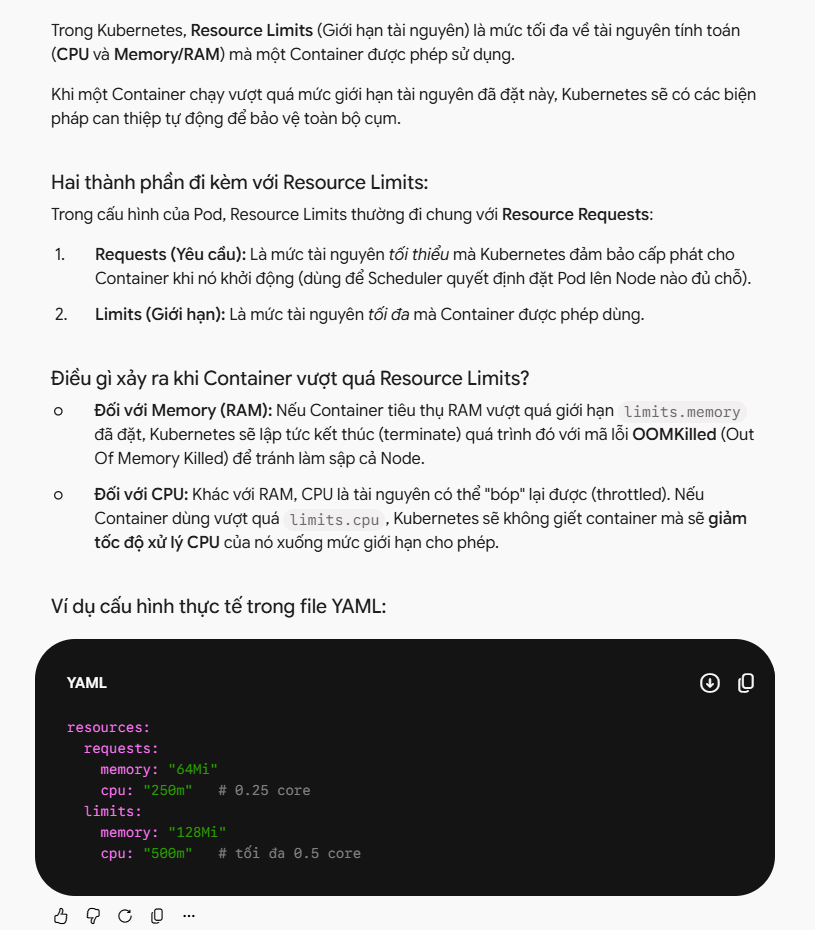 Trong Kubernetes, Resource Limits (Giới hạn tài nguyên) là mức tối đa về tài nguyên tính toán
(CPU và Memory/RAM) mà một Container được phép sử dụng.
Khi một Container chạy vượt quá mức giới hạn tài nguyên đã đặt này, Kubernetes sẽ có các biện
pháp can thiệp tự động để bảo vệ toàn bộ cụm.
Hai thành phần đi kèm với Resource Limits:
Trong cấu hình của Pod, Resource Limits thường đi chung với Resource Requests:
1. Requests (Yêu cầu): Là mức tài nguyên tối thiểu mà Kubernetes đảm bảo cấp phát cho
Container khi nó khởi động (dùng để Scheduler quyết định đặt Pod lên Node nào đủ chỗ).
2. Limits (Giới hạn): Là mức tài nguyên tối đa mà Container được phép dùng.
Điều gì xảy ra khi Container vượt quá Resource Limits?
Đối với Memory (RAM): Nếu Container tiêu thụ RAM vượt quá giới hạn limits.memory
đã đặt, Kubernetes sẽ lập tức kết thúc (terminate) quá trình đó với mã lỗi OOMKilled (Out
Of Memory Killed) để tránh làm sập cả Node.
Đối với CPU: Khác với RAM, CPU là tài nguyên có thể "bóp" lại được (throttled). Nếu
Container dùng vượt quá limits.cpu, Kubernetes sẽ không giết container mà sẽ giảm
tốc độ xử lý CPU của nó xuống mức giới hạn cho phép.
Ví dụ cấu hình thực tế trong file YAML:
YAML
resources:
  requests:
    memory: "64Mi"
    cpu: "250m"   # 0.25 core
  limits:
    memory: "128Mi"
    cpu: "500m"   # tối đa 0.5 core